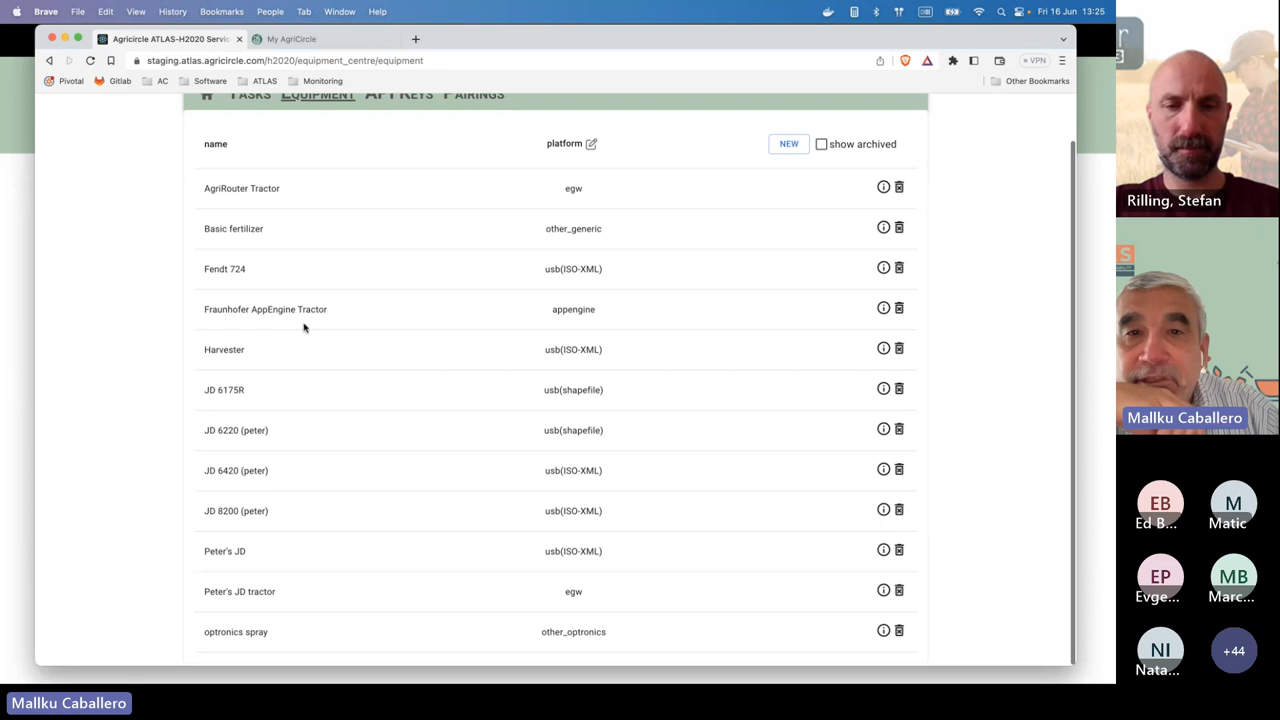 Brave File Edit View History Bookmarks People Tab Window Help
Fri 16 Jun 13:25
Agricircle ATLAS-H2020 Servic
My AgriCircle
staging.atlas.agricircle.com/h2020/equipment_centre/equipment
VPN
Pivotal Gitlab AC Software ATLAS Monitoring
Other Bookmarks
TASKS EQUIPMENT API KEYS PAIRINGS
name platform NEW show archived
AgriRouter Tractor egw
Basic fertilizer other_generic
Fendt 724 usb(ISO-XML)
Fraunhofer AppEngine Tractor appengine
Harvester usb(ISO-XML)
JD 6175R usb(shapefile)
JD 6220 (peter) usb(shapefile)
JD 6420 (peter) usb(ISO-XML)
JD 8200 (peter) usb(ISO-XML)
Peter's JD usb(ISO-XML)
Peter's JD tractor egw
optronics spray other_optronics
r
Rilling, Stefan
S
Mallku Caballero
EB M
Ed B... Matic
EP MB
Evge... Marc...
NI +44
Nata...
Mallku Caballero